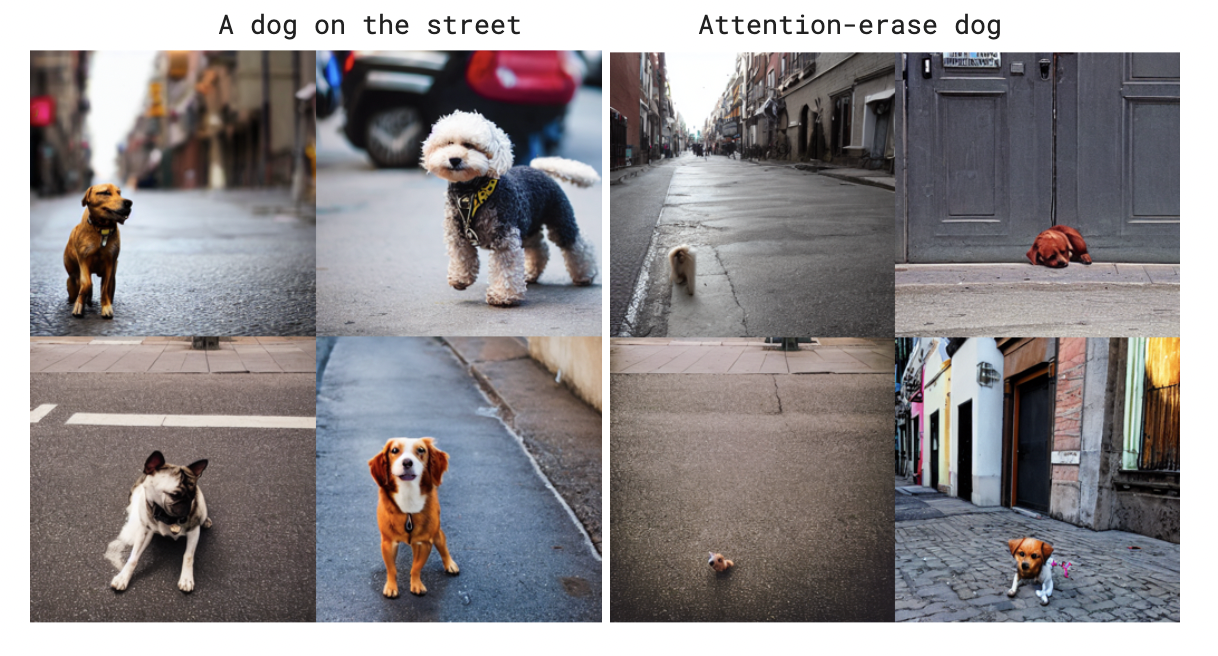 A dog on the street
Attention-erase dog